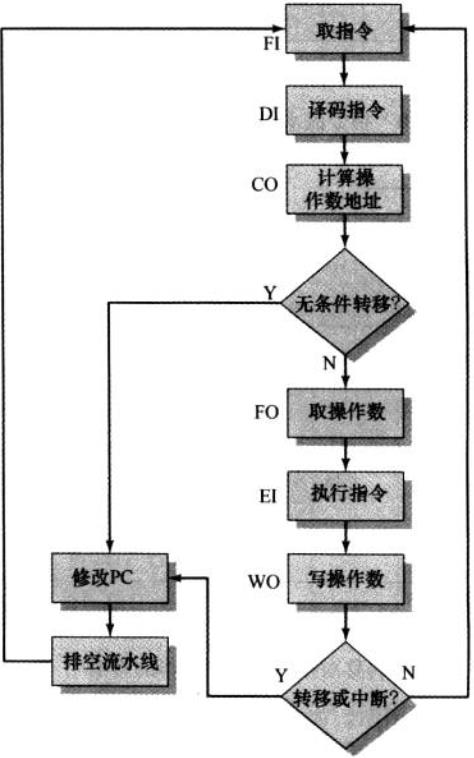 取指令
FI
译码指令
DI
CO
计算操
作数地址
Y
无条件转移?
N
FO
取操作数
EI
执行指令
修改PC
WO
写操作数
排空流水线
Y
转移或中断?
N